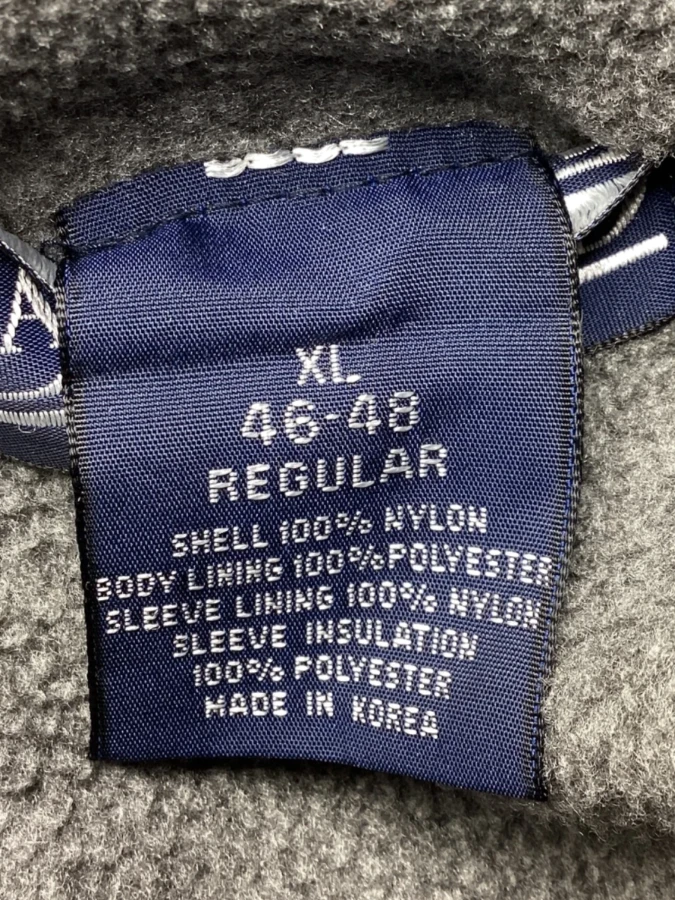 XL
46-48
REGULAR
SHELL 100% NYLON
BODY LINING 100% POLYESTER
SLEEVE LINING 100% NYLON
SLEEVE INSULATION
100% POLYESTER
MADE IN KOREA
A